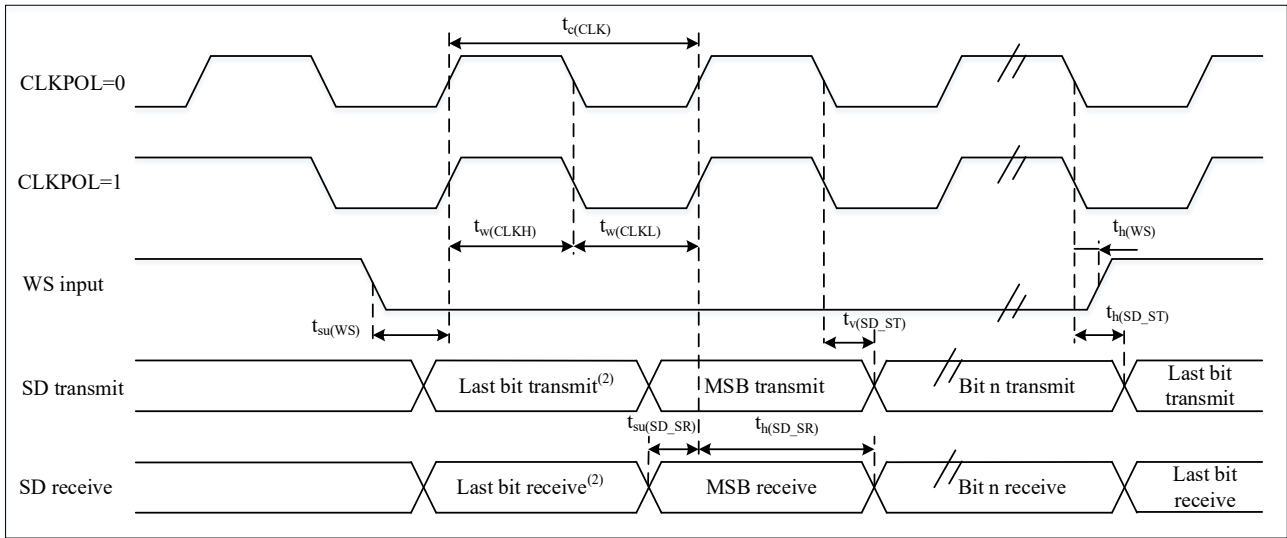 t_c(CLK)
CLKPOL=0
CLKPOL=1
t_w(CLKH) t_w(CLKL) t_h(WS)
WS input
t_su(WS) t_v(SD_ST) t_h(SD_ST)
SD transmit Last bit transmit(2) MSB transmit Bit n transmit Last bit
transmit
t_su(SD_SR) t_h(SD_SR)
SD receive Last bit receive(2) MSB receive Bit n receive Last bit
receive